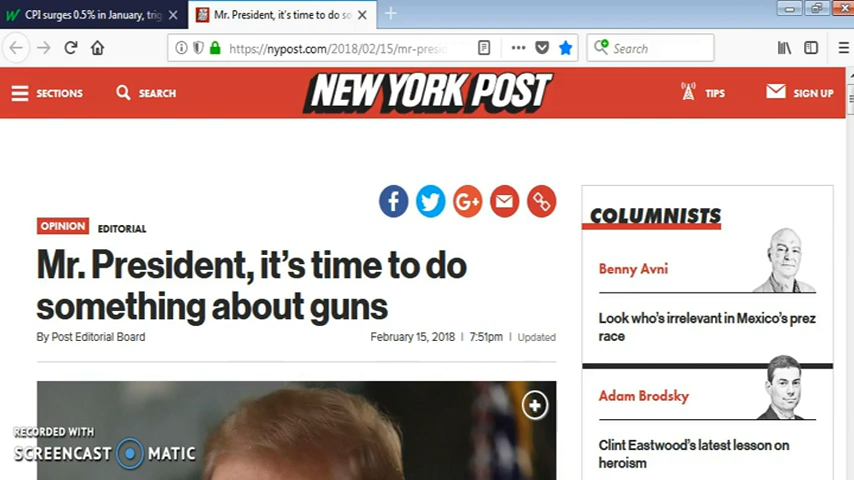 CPI surges 0.5% in January, trig
Mr. President, it's time to do so
https://nypost.com/2018/02/15/mr-presid
Search
SECTIONS
SEARCH
NEW YORK POST
TIPS
SIGN UP
OPINION
EDITORIAL
Mr. President, it's time to do
something about guns
By Post Editorial Board
February 15, 2018 | 7:51pm | Updated
COLUMNISTS
Benny Avni
Look who's irrelevant in Mexico's prez
race
Adam Brodsky
Clint Eastwood's latest lesson on
heroism
RECORDED WITH
SCREENCAST MATIC